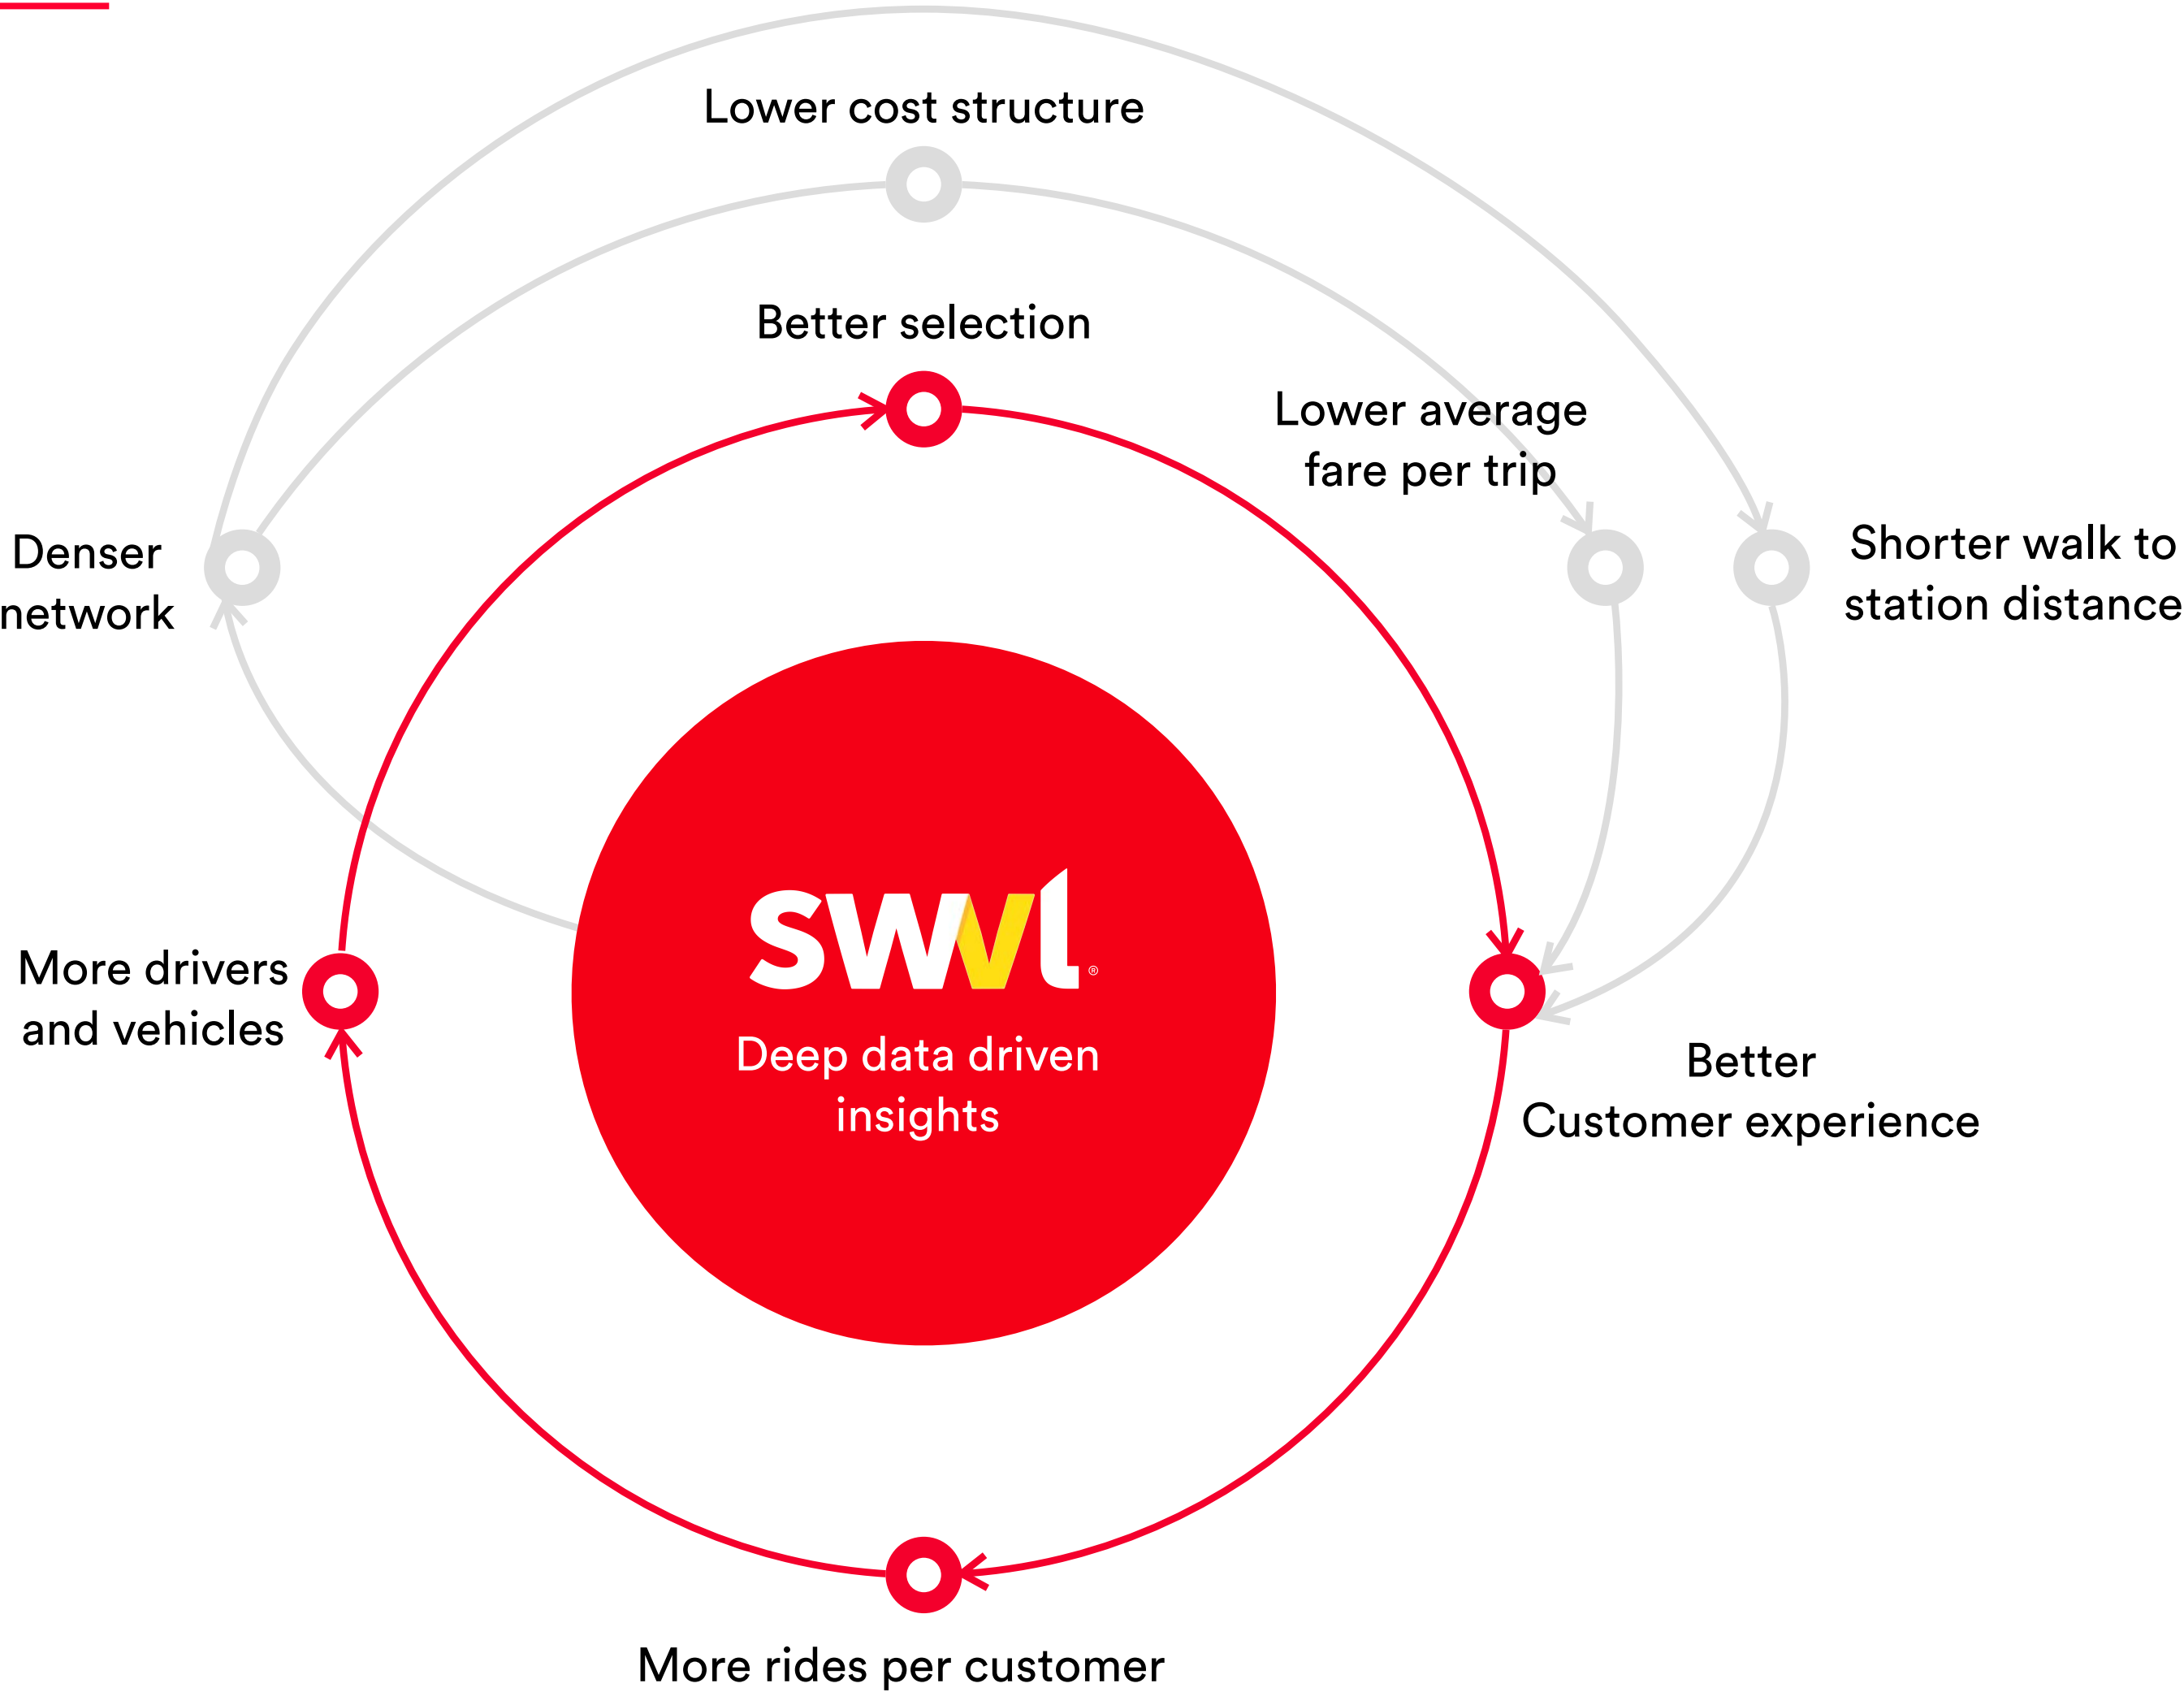 Lower cost structure
Better selection
Lower average
fare per trip
Denser
network
Shorter walk to
station distance
swvl®
Deep data driven
insights
More drivers
and vehicles
Better
Customer experience
More rides per customer